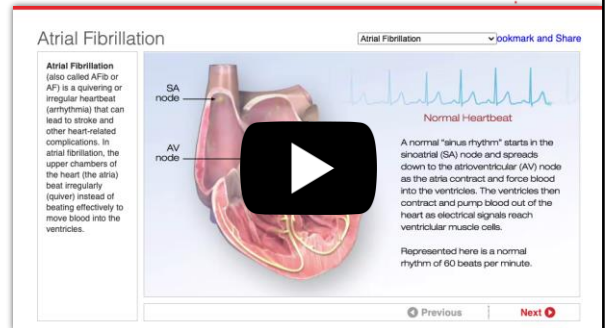 Atrial Fibrillation
Atrial Fibrillation
ookmark and Share
Atrial Fibrillation
(also called AFib or
AF) is a quivering or
irregular heartbeat
(arrhythmia) that can
lead to stroke and
other heart-related
complications. In
atrial fibrillation, the
upper chambers of
the heart (the atria)
beat irregularly
(quiver) instead of
beating effectively to
move blood into the
ventricles.
SA
node
AV
node
Normal Heartbeat
A normal "sinus rhythm" starts in the
sinoatrial (SA) node and spreads
down to the atrioventricular (AV) node
as the atria contract and force blood
into the ventricles. The ventricles then
contract and pump blood out of the
heart as electrical signals reach
ventriclular muscle cells.
Represented here is a normal
rhythm of 60 beats per minute.
Previous
Next